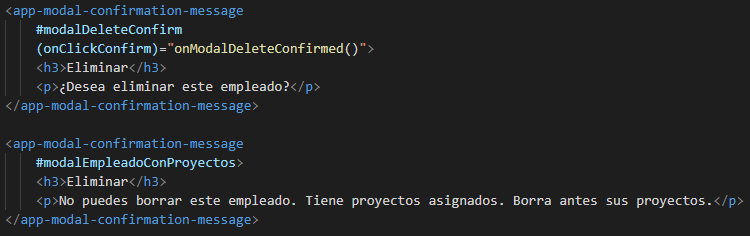 <app-modal-confirmation-message
#modalDeleteConfirm
(onClickConfirm)="onModalDeleteConfirmed()">
<h3>Eliminar</h3>
<p>¿Desea eliminar este empleado?</p>
</app-modal-confirmation-message>
<app-modal-confirmation-message
#modalEmpleadoConProyectos>
<h3>Eliminar</h3>
<p>No puedes borrar este empleado. Tiene proyectos asignados. Borra antes sus proyectos.</p>
</app-modal-confirmation-message>